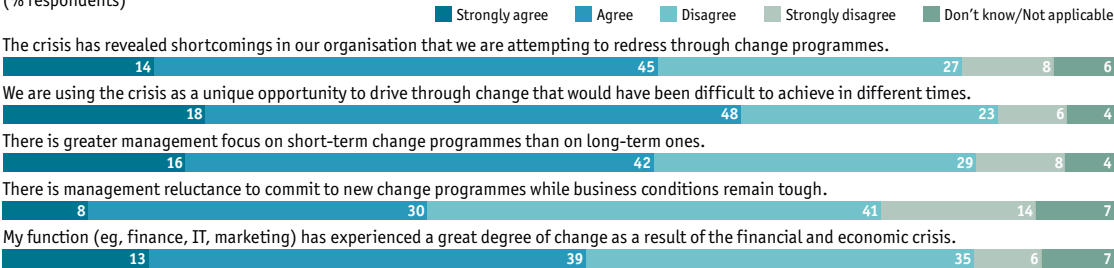 (% respondents)
Strongly agree Agree Disagree Strongly disagree Don't know/Not applicable
The crisis has revealed shortcomings in our organisation that we are attempting to redress through change programmes.
14 45 27 8 6
We are using the crisis as a unique opportunity to drive through change that would have been difficult to achieve in different times.
18 48 23 6 4
There is greater management focus on short-term change programmes than on long-term ones.
16 42 29 8 4
There is management reluctance to commit to new change programmes while business conditions remain tough.
8 30 41 14 7
My function (eg, finance, IT, marketing) has experienced a great degree of change as a result of the financial and economic crisis.
13 39 35 6 7